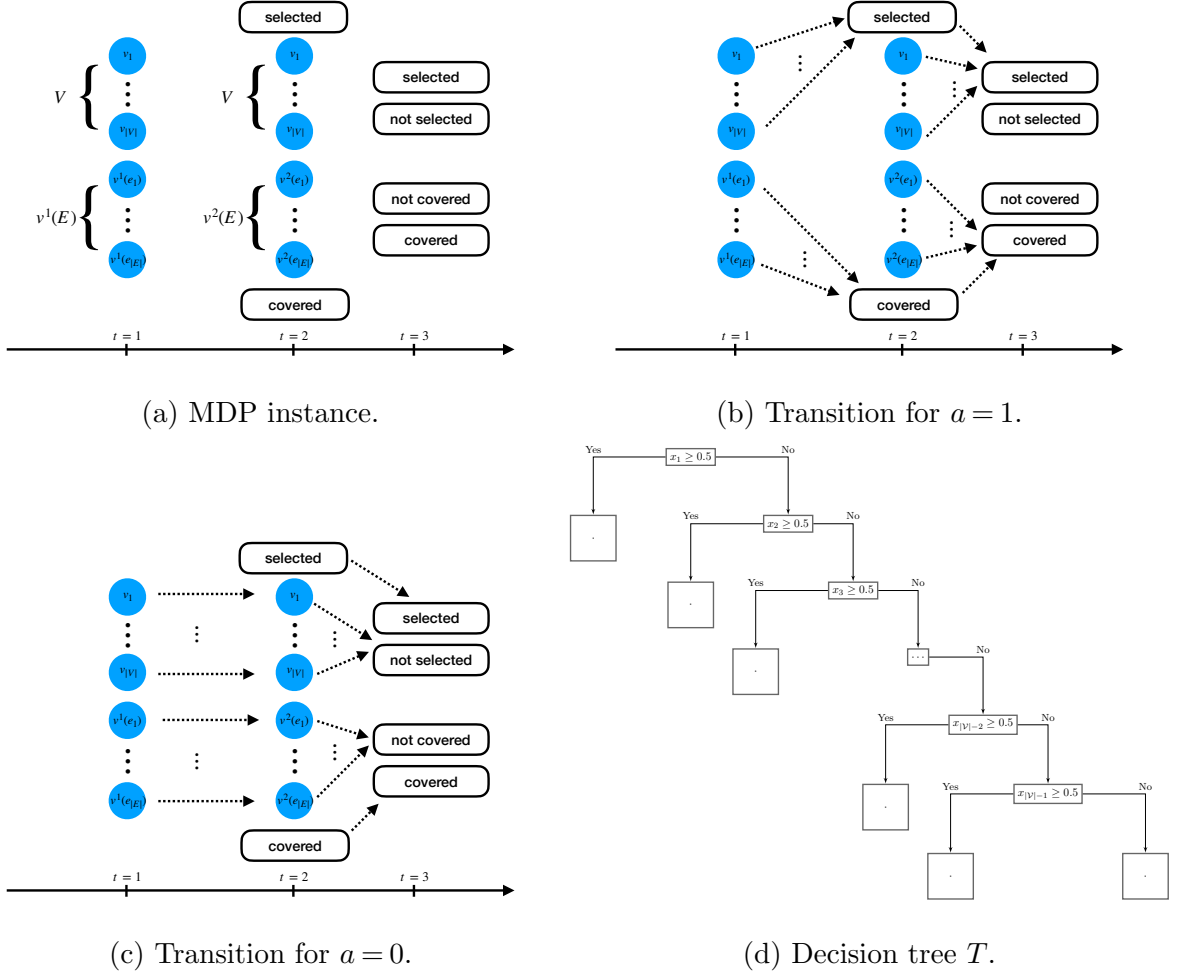 selected
v₁
v₁
V
V
selected
not selected
v|V|
v|V|
v¹(e₁)
v²(e₁)
not covered
v¹(E)
v²(E)
covered
v¹(e|E|)
v²(e|E|)
covered
t = 1
t = 2
t = 3
(a) MDP instance.
selected
v₁
v₁
selected
not selected
v|V|
v|V|
v¹(e₁)
v²(e₁)
not covered
covered
v¹(e|E|)
v²(e|E|)
covered
t = 1
t = 2
t = 3
(b) Transition for a = 1.
selected
v₁
v₁
selected
not selected
v|V|
v|V|
v¹(e₁)
v²(e₁)
not covered
covered
v¹(e|E|)
v²(e|E|)
covered
t = 1
t = 2
t = 3
(c) Transition for a = 0.
Yes
x₁ ≥ 0.5
No
Yes
x₂ ≥ 0.5
No
Yes
x₃ ≥ 0.5
No
· · ·
No
Yes
x|𝒱|−2 ≥ 0.5
No
Yes
x|𝒱|−1 ≥ 0.5
No
(d) Decision tree T.